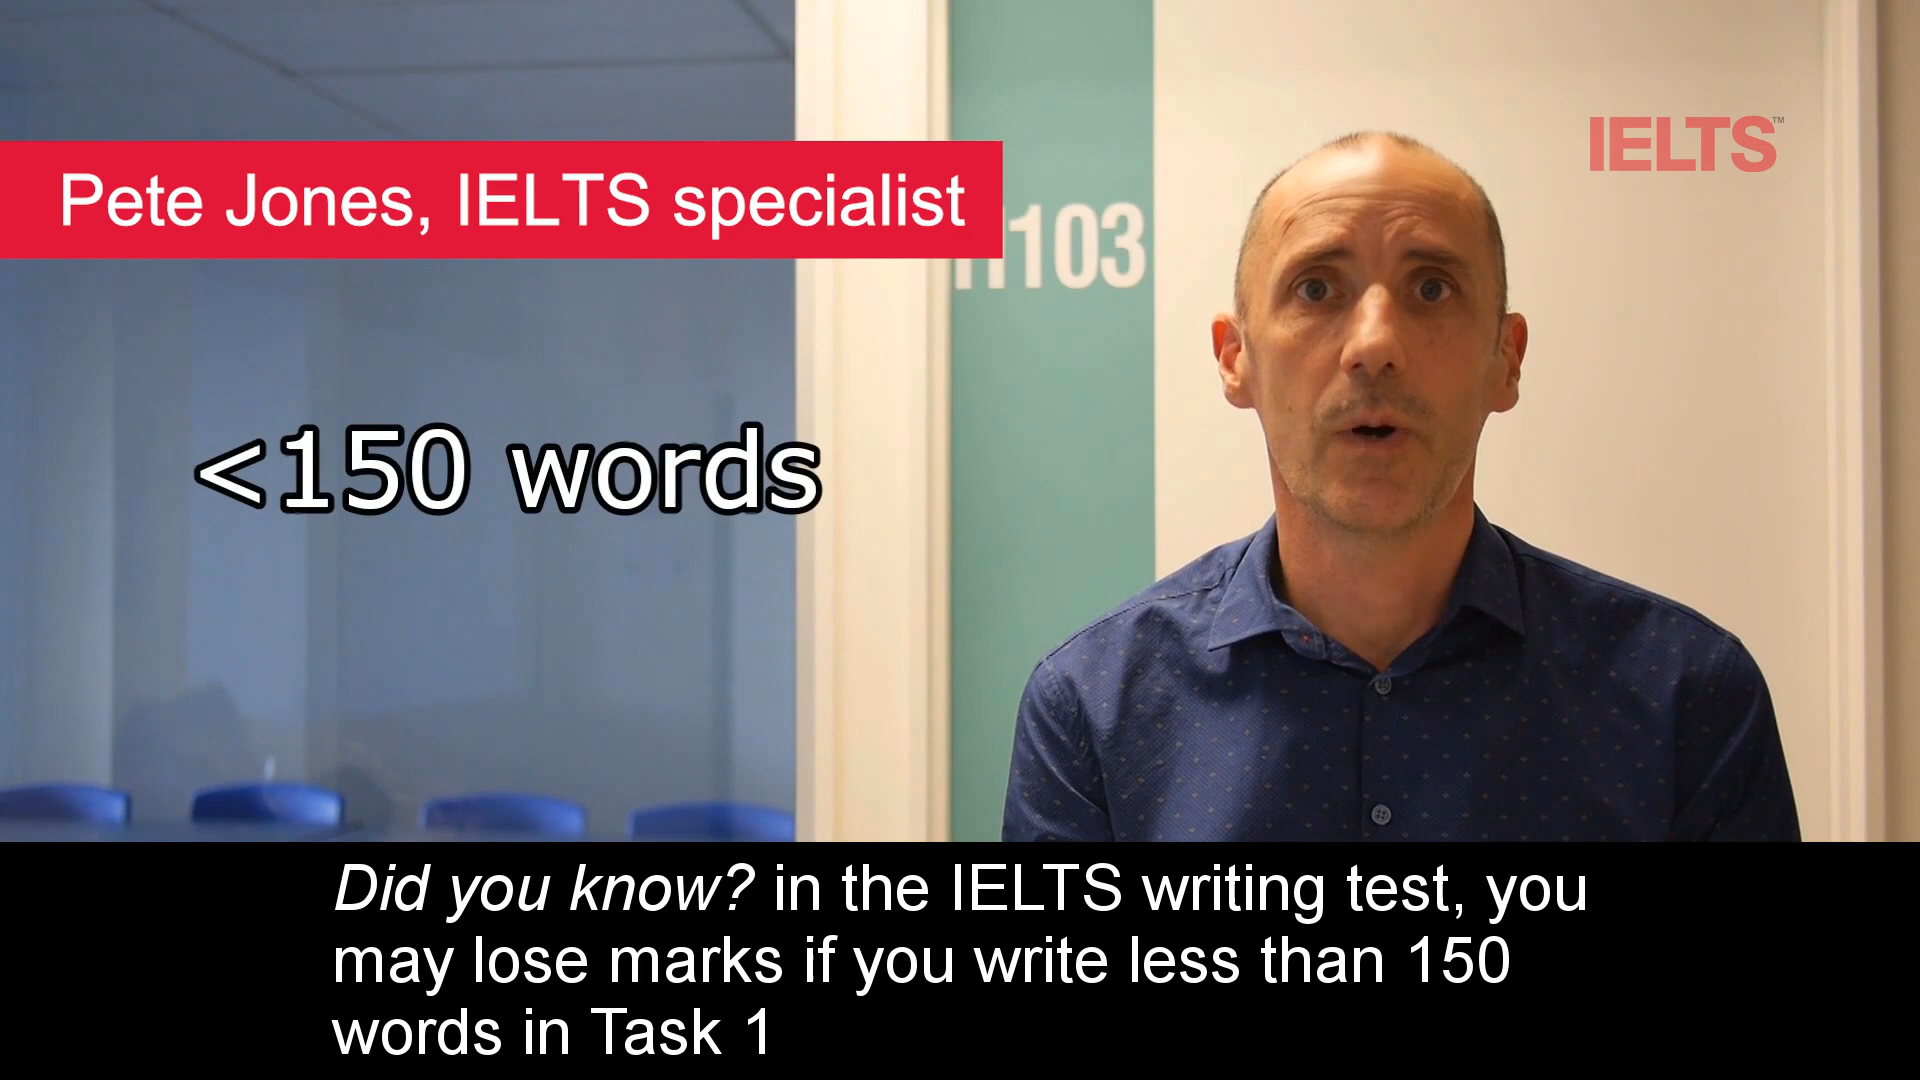 IELTS™
Pete Jones, IELTS specialist
103
<150 words
Did you know? in the IELTS writing test, you
may lose marks if you write less than 150
words in Task 1